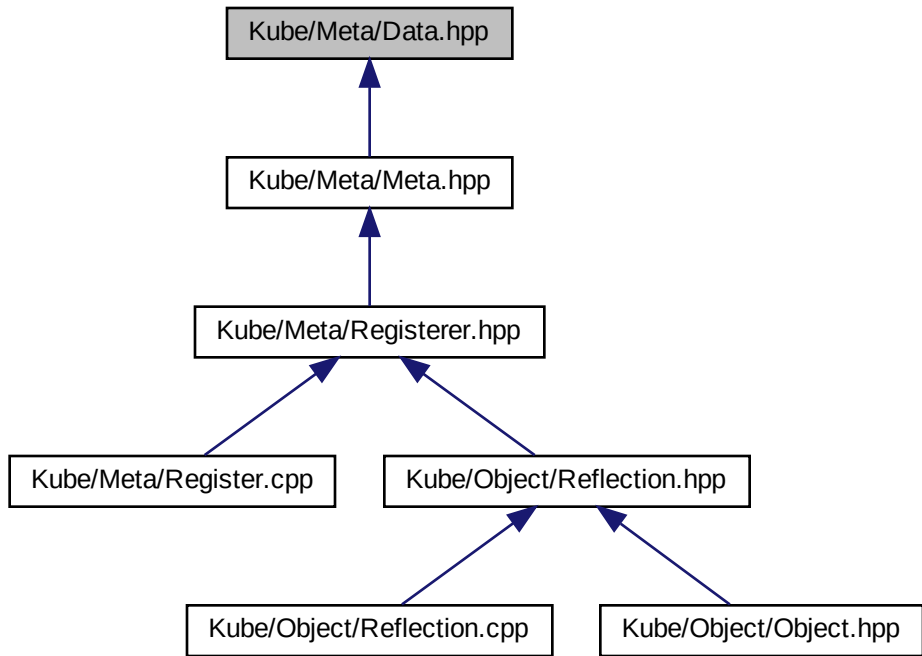 Kube/Meta/Data.hpp
Kube/Meta/Meta.hpp
Kube/Meta/Registerer.hpp
Kube/Meta/Register.cpp
Kube/Object/Reflection.hpp
Kube/Object/Reflection.cpp
Kube/Object/Object.hpp